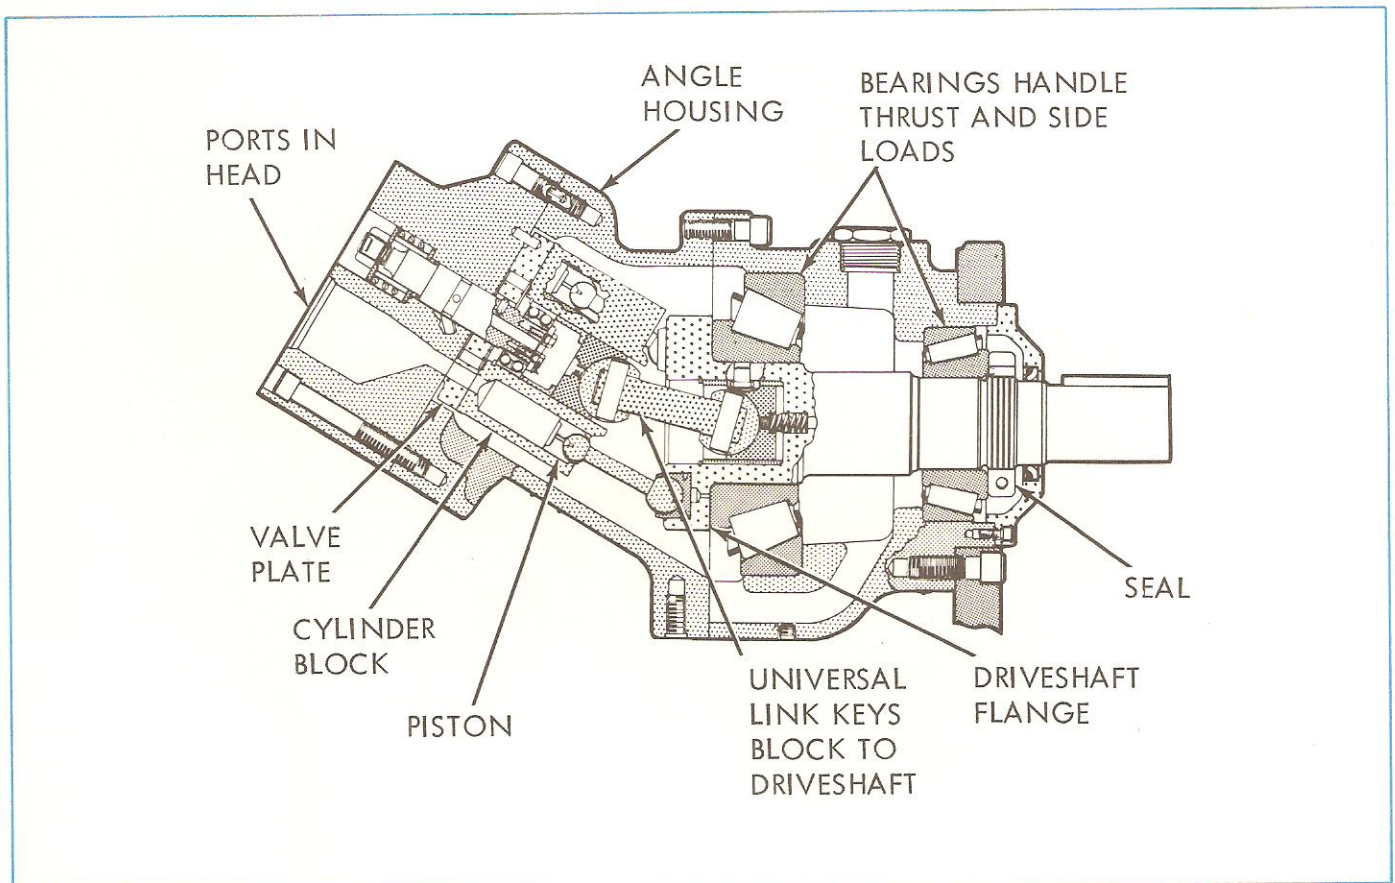 ANGLE
HOUSING
BEARINGS HANDLE
THRUST AND SIDE
LOADS
PORTS IN
HEAD
VALVE
PLATE
CYLINDER
BLOCK
PISTON
UNIVERSAL
LINK KEYS
BLOCK TO
DRIVESHAFT
DRIVESHAFT
FLANGE
SEAL